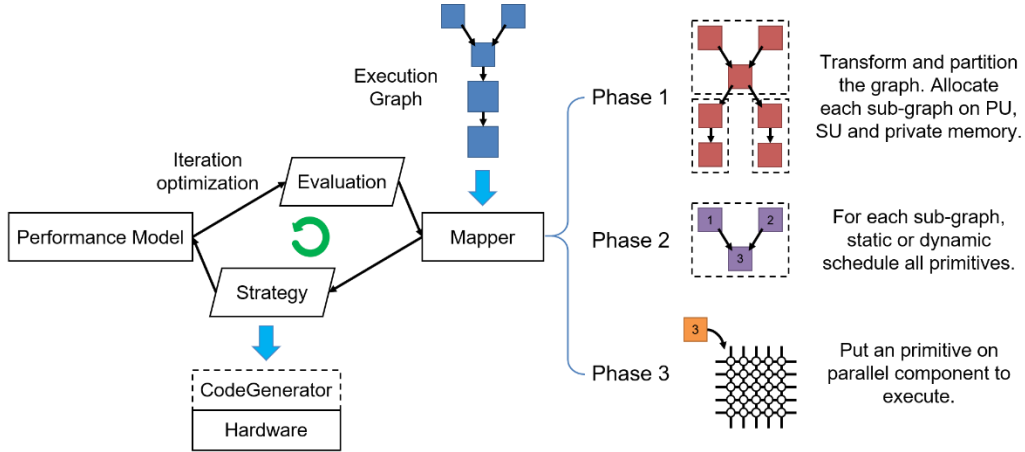 Execution
Graph
Iteration
optimization
Evaluation
Performance Model
Mapper
Strategy
CodeGenerator
Hardware
Phase 1
Transform and partition
the graph. Allocate
each sub-graph on PU,
SU and private memory.
Phase 2
1
2
3
For each sub-graph,
static or dynamic
schedule all primitives.
Phase 3
3
Put an primitive on
parallel component to
execute.